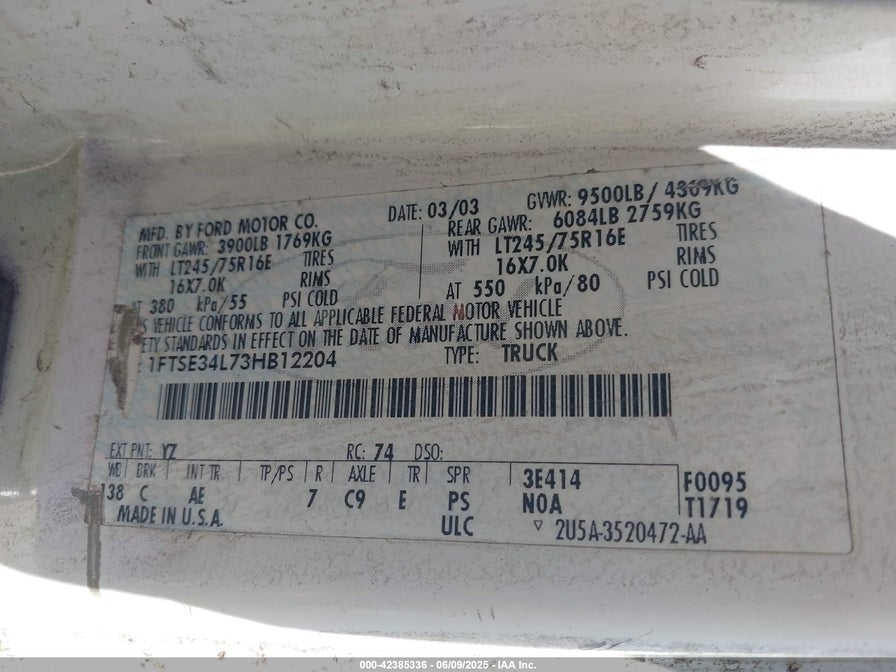 MFD. BY FORD MOTOR CO. DATE: 03/03 GVWR: 9500LB/ 4309KG
FRONT GAWR: 3900LB 1769KG REAR GAWR: 6084LB 2759KG
WITH LT245/75R16E TIRES WITH LT245/75R16E TIRES
16X7.0K RIMS 16X7.0K RIMS
AT 380 kPa/55 PSI COLD AT 550 kPa/80 PSI COLD
VEHICLE CONFORMS TO ALL APPLICABLE FEDERAL MOTOR VEHICLE
STANDARDS IN EFFECT ON THE DATE OF MANUFACTURE SHOWN ABOVE.
1FTSE34L73HB12204 TYPE: TRUCK
EXT PNT: YZ RC: 74 DSO:
WB BRK INT TR TP/PS R AXLE TR SPR 3E414 F0095
138 C AE 7 C9 E PS NOA T1719
MADE IN U.S.A. ULC ▽ 2U5A-3520472-AA
000-42385336 | 06/09/2025 - IAA Inc.